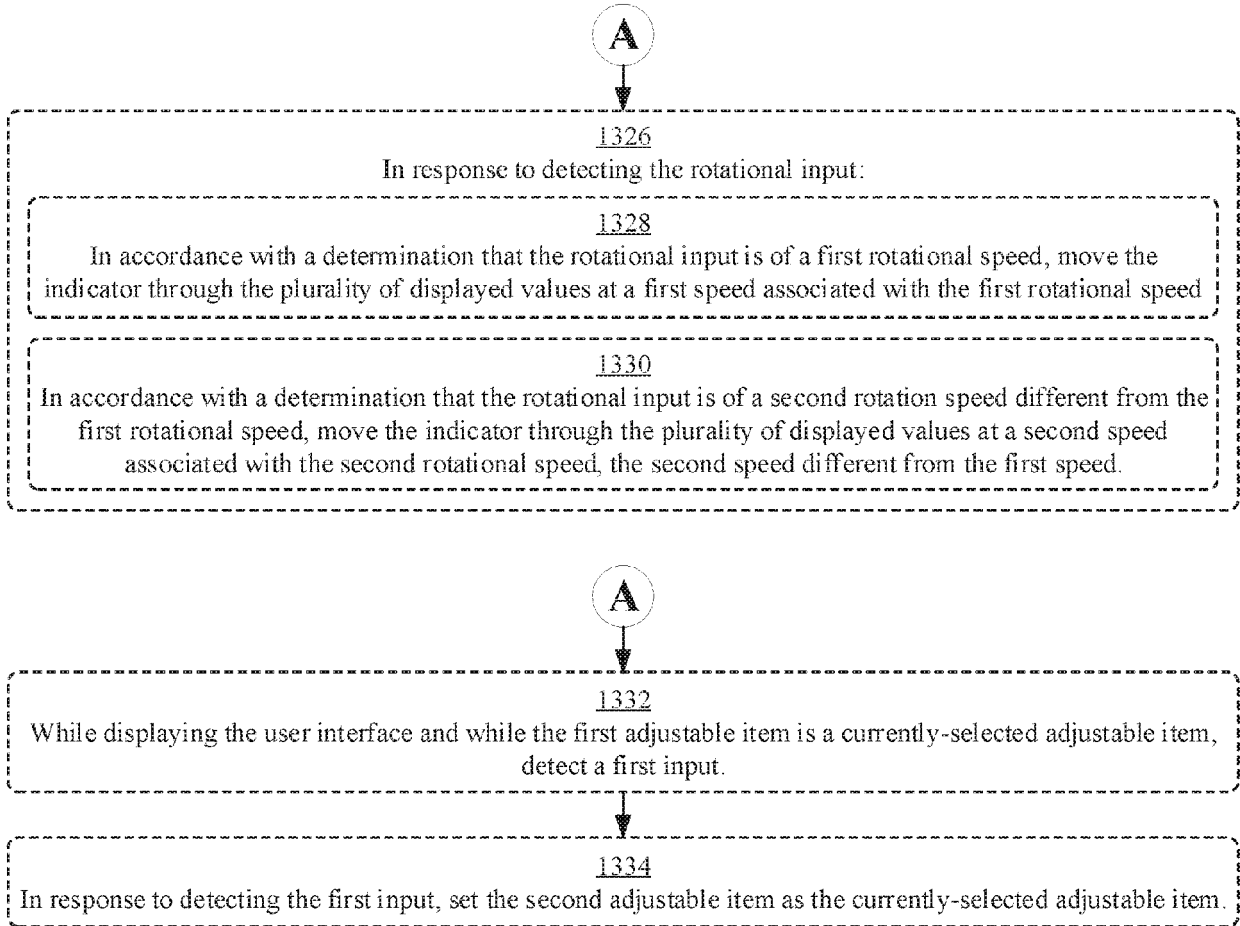 A
1326
In response to detecting the rotational input:
1328
In accordance with a determination that the rotational input is of a first rotational speed, move the
indicator through the plurality of displayed values at a first speed associated with the first rotational speed
1330
In accordance with a determination that the rotational input is of a second rotation speed different from the
first rotational speed, move the indicator through the plurality of displayed values at a second speed
associated with the second rotational speed, the second speed different from the first speed.
A
1332
While displaying the user interface and while the first adjustable item is a currently-selected adjustable item,
detect a first input.
1334
In response to detecting the first input, set the second adjustable item as the currently-selected adjustable item.